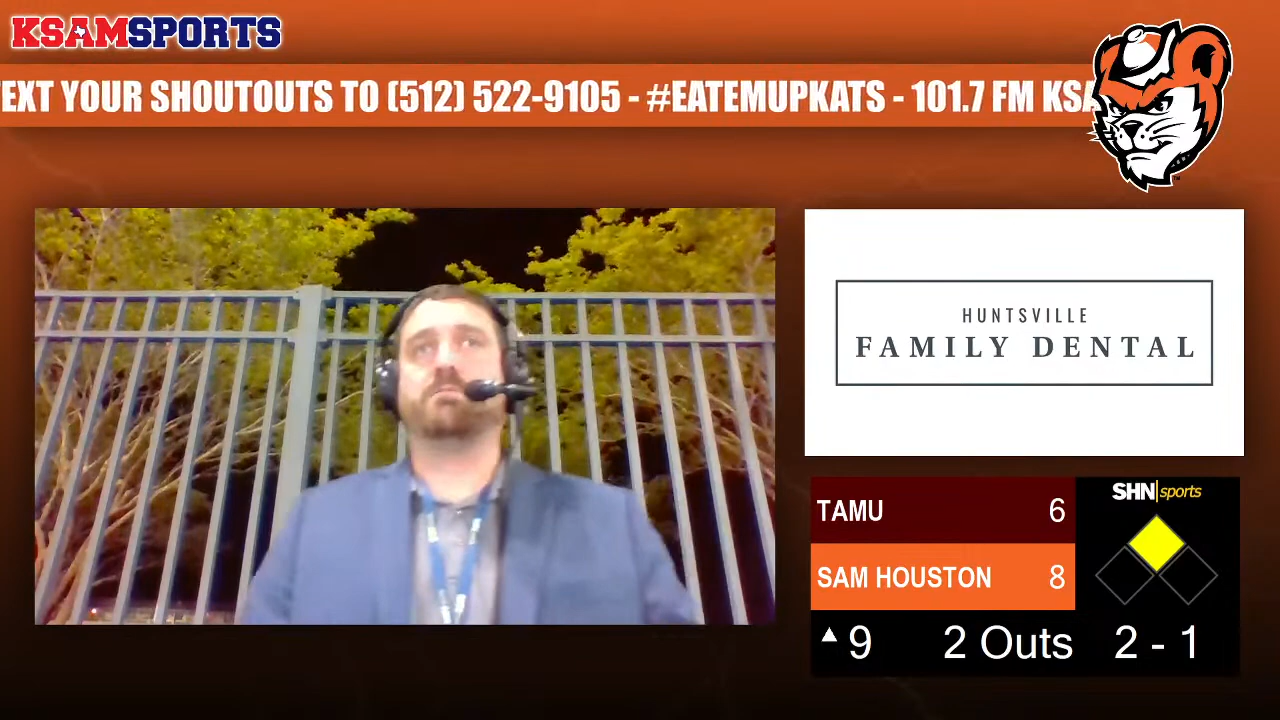 KSAMSPORTS
TEXT YOUR SHOUTOUTS TO (512) 522-9105 - #EATEMUPKATS - 101.7 FM KSA
HUNTSVILLE
FAMILY DENTAL
SHN|sports
TAMU 6
SAM HOUSTON 8
▲ 9 2 Outs 2 - 1